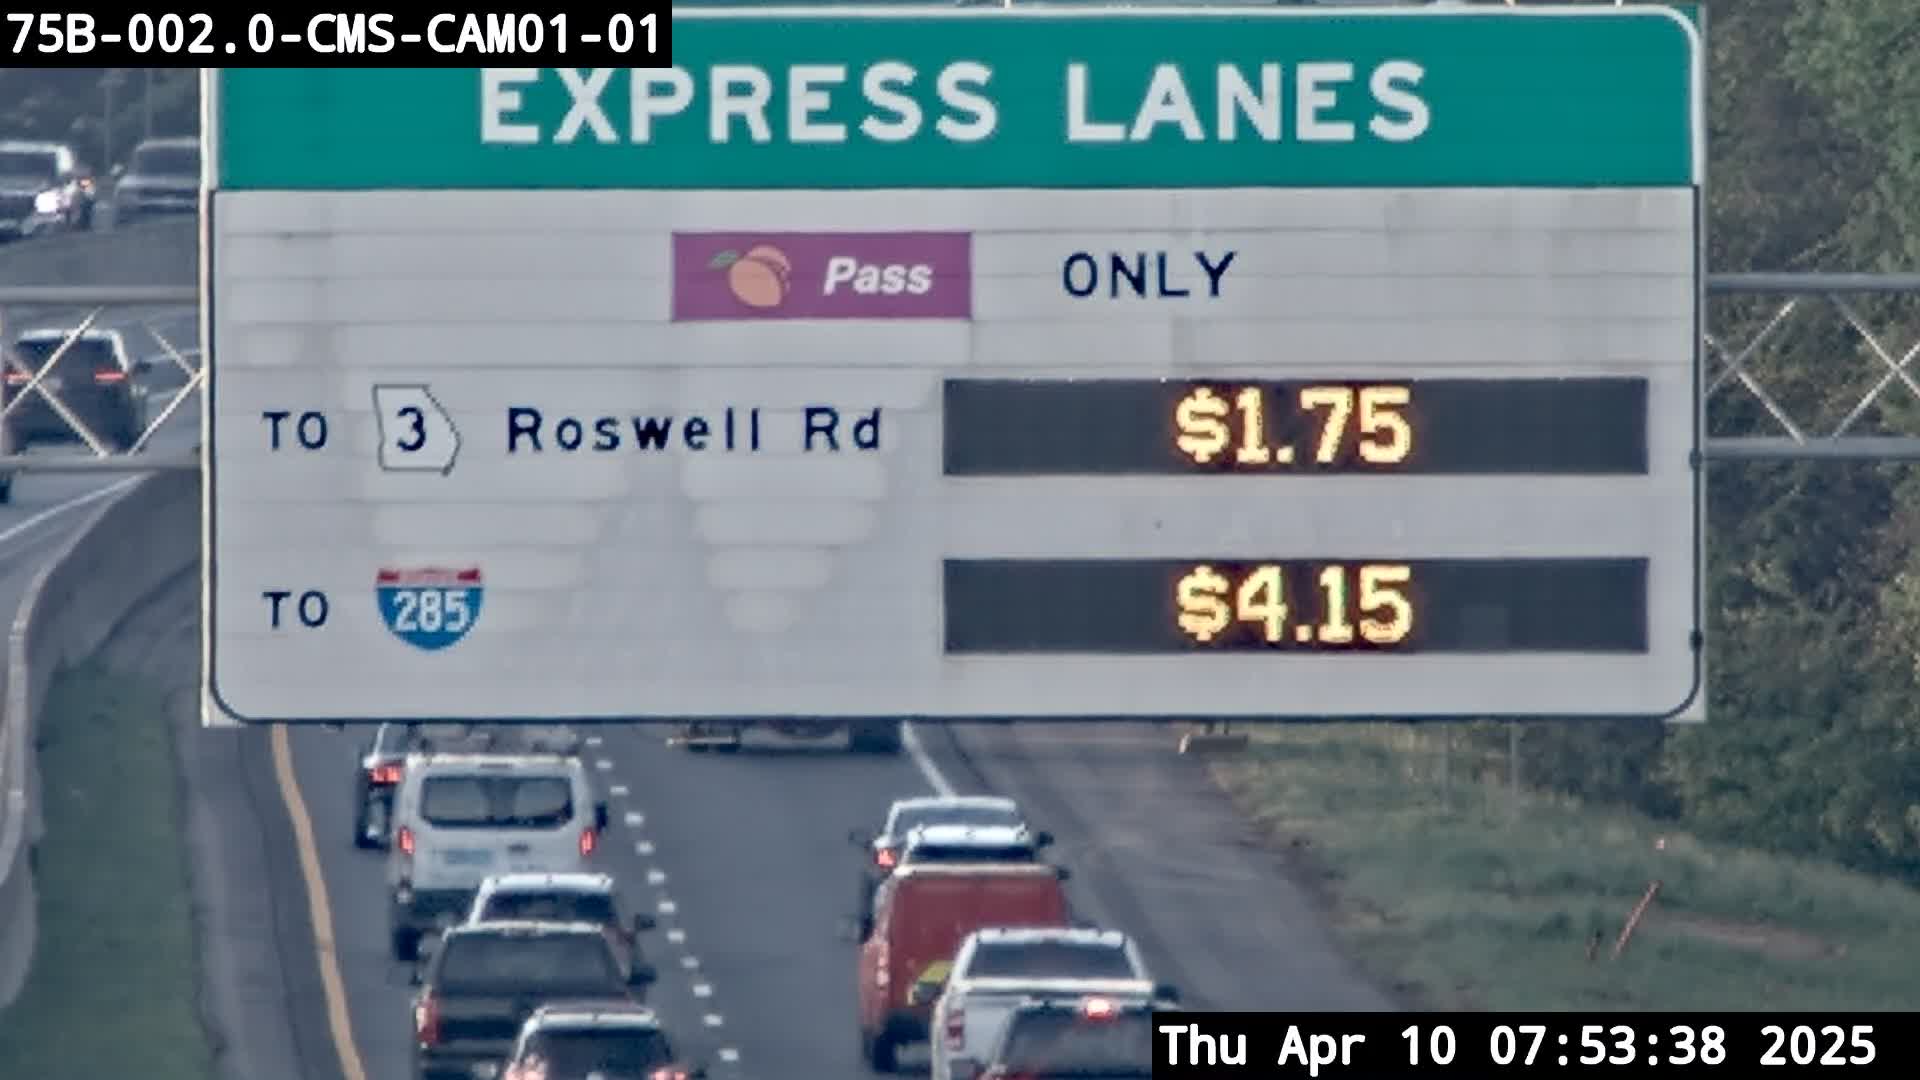 75B-002.0-CMS-CAM01-01
EXPRESS LANES
Pass ONLY
TO 3 Roswell Rd $1.75
TO 285 $4.15
Thu Apr 10 07:53:38 2025